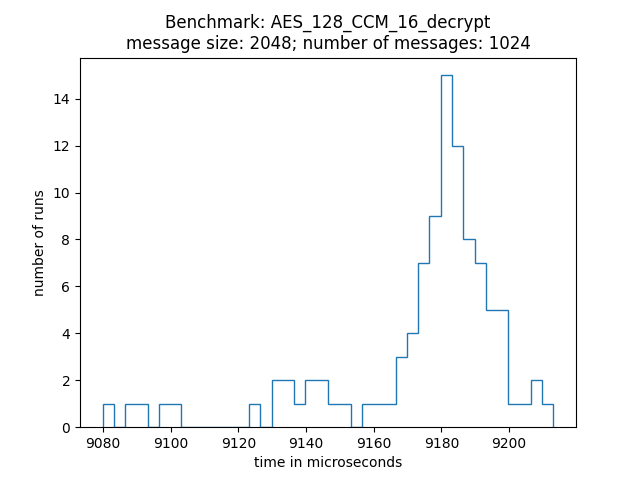 Benchmark: AES_128_CCM_16_decrypt
message size: 2048; number of messages: 1024
14
12
10
8
6
4
2
0
number of runs
9080 9100 9120 9140 9160 9180 9200
time in microseconds